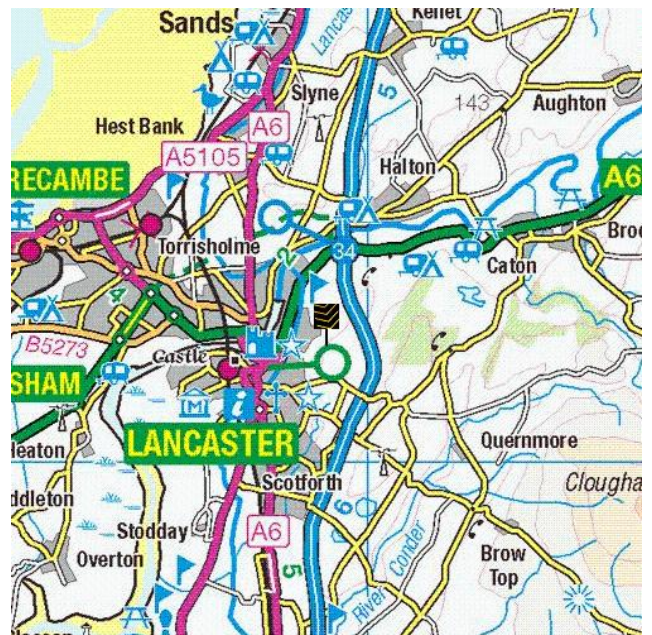 Sands
Lancas
Kellet
5
Slyne
143
Aughton
Hest Bank
A6
A5105
Halton
RECAMBE
A6
Torrisholme
34
2
Caton
Broo
4
B5273
Castle
SHAM
M
i
LANCASTER
Quernmore
Heaton
Scotforth
Clougha
ddleton
6
Stodday
A6
River Conder
Overton
Brow
Top
5